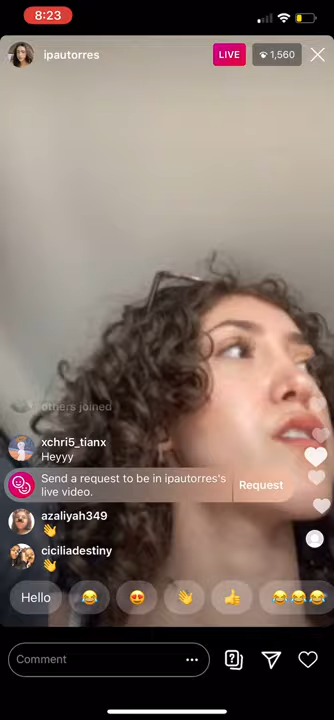 8:23
ipautorres
LIVE
1,560
others joined
xchri5_tianx
Heyyy
Send a request to be in ipautorres's
live video.
Request
azaliyah349
👋
ciciliadestiny
👋
Hello 😂 😍 👋 👍 😂😂😂
Comment